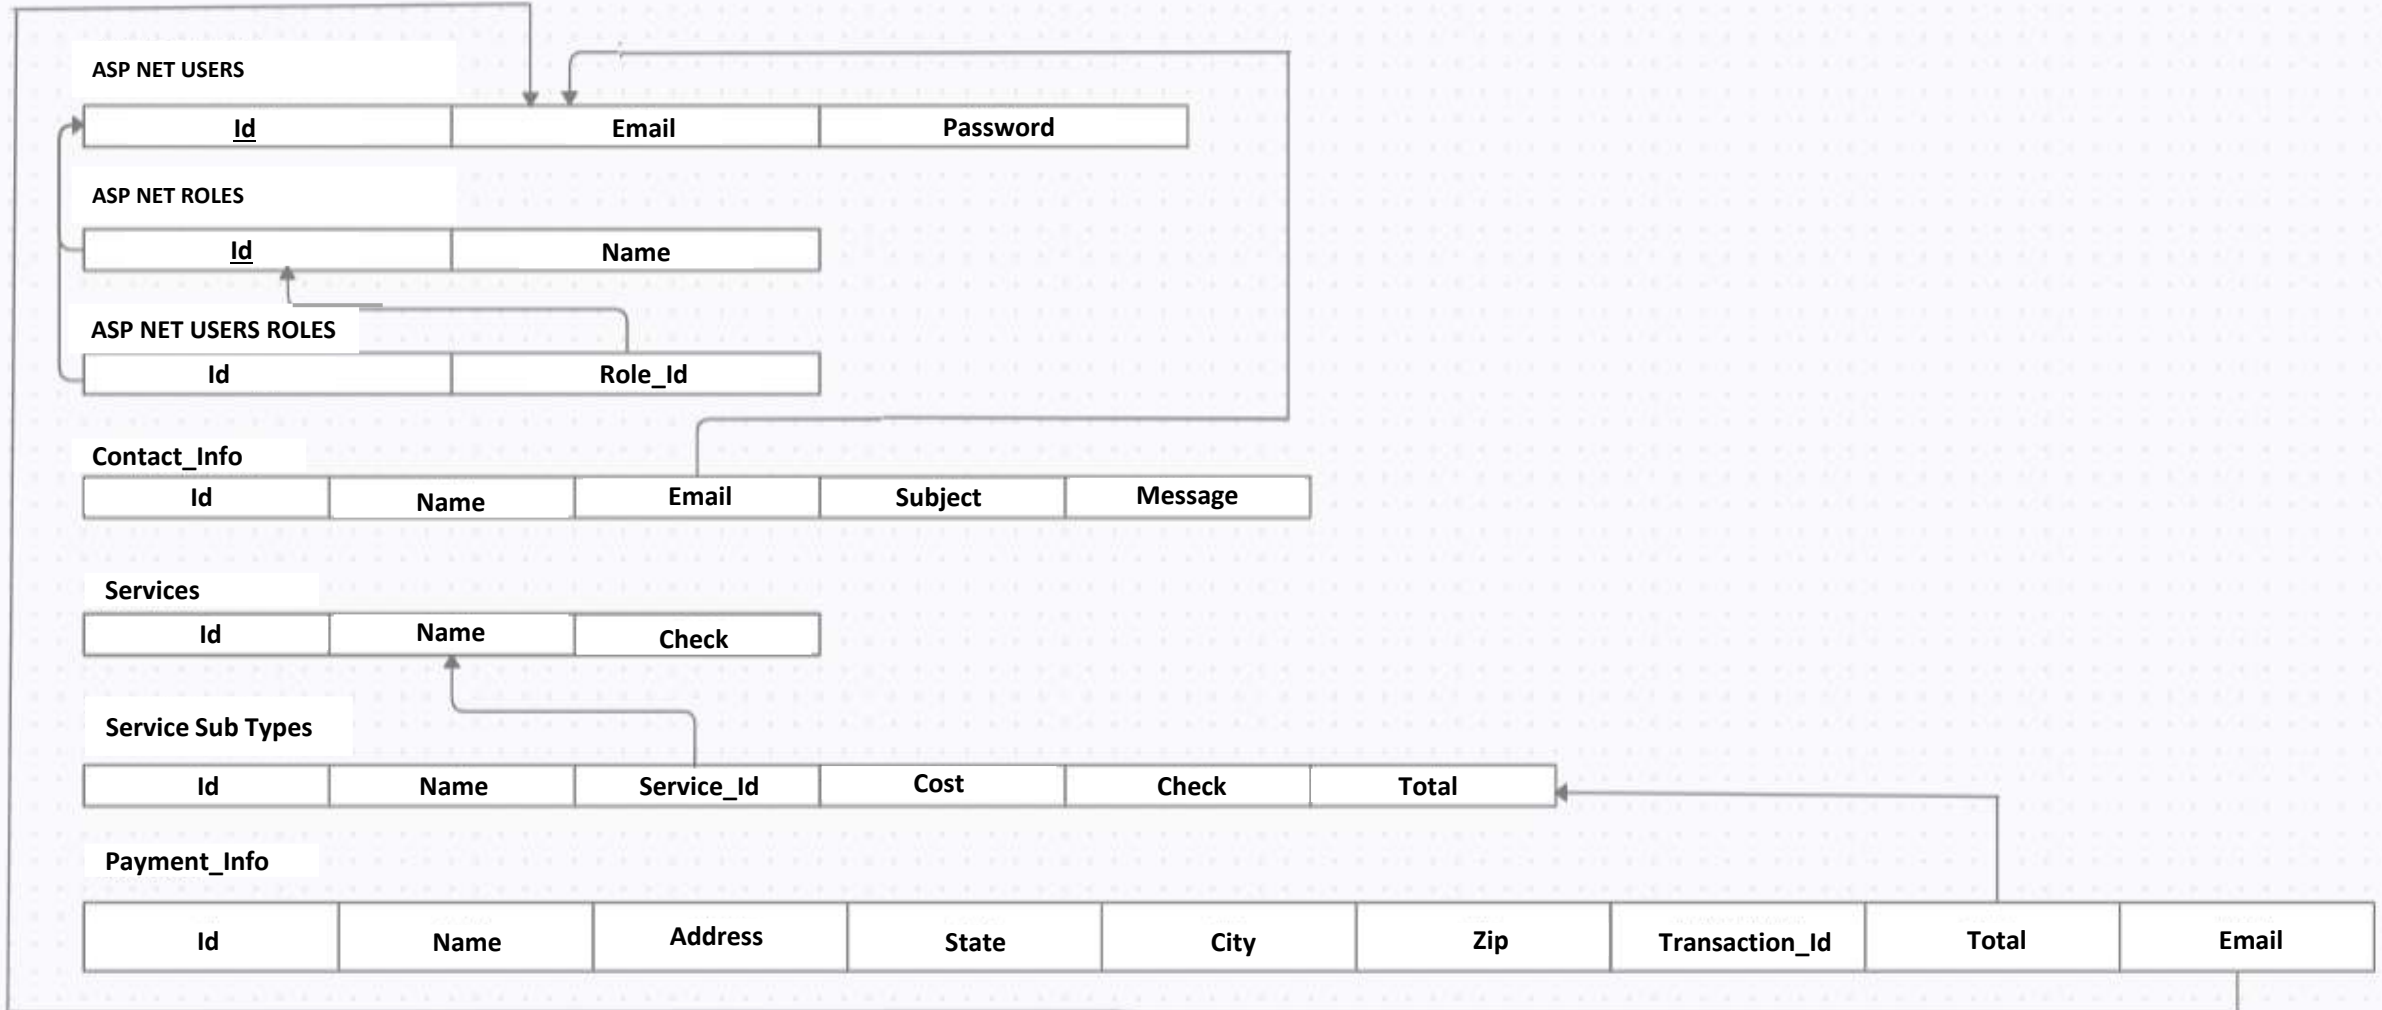 ASP NET USERS
Id Email Password
ASP NET ROLES
Id Name
ASP NET USERS ROLES
Id Role_Id
Contact_Info
Id Name Email Subject Message
Services
Id Name Check
Service Sub Types
Id Name Service_Id Cost Check Total
Payment_Info
Id Name Address State City Zip Transaction_Id Total Email